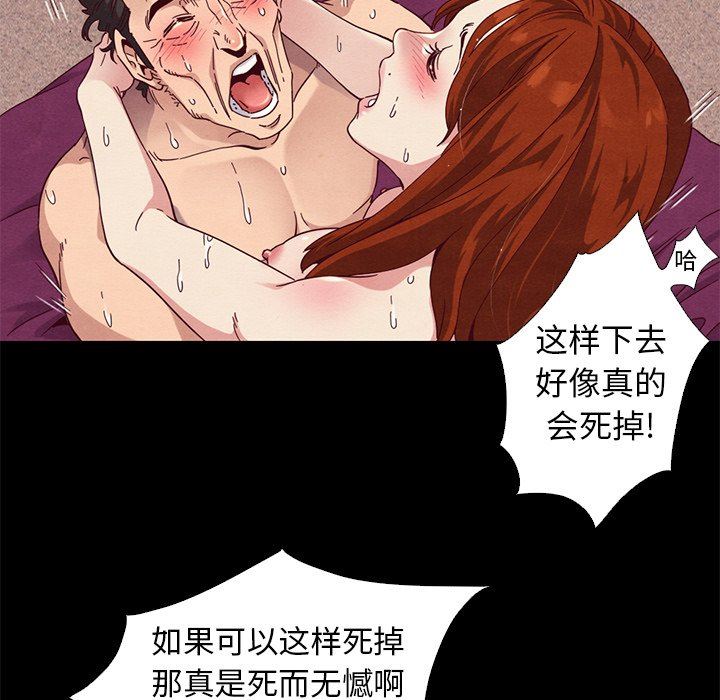 哈
这样下去
好像真的
会死掉!
如果可以这样死掉
那真是死而无憾啊